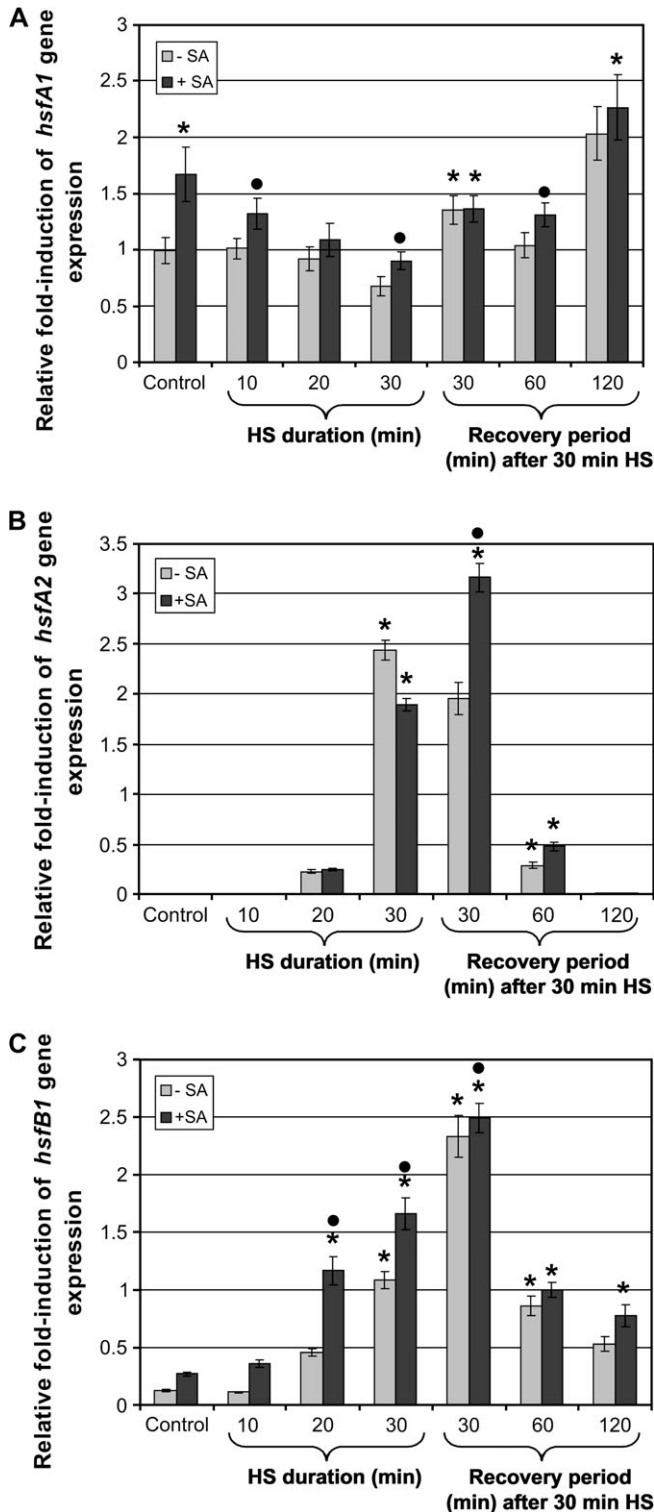 A
Relative fold-induction of hsfA1 gene
expression
3
2.5
2
1.5
1
0.5
0
- SA
+ SA
*
●
●
* *
●
*
Control 10 20 30 30 60 120
HS duration (min) Recovery period
(min) after 30 min HS
B
Relative fold-induction of hsfA2 gene
expression
3.5
3
2.5
2
1.5
1
0.5
0
- SA
+SA
*
*
●
*
* *
Control 10 20 30 30 60 120
HS duration (min) Recovery period
(min) after 30 min HS
C
Relative fold-induction of hsfB1 gene
expression
3
2.5
2
1.5
1
0.5
0
- SA
+SA
●
*
*
●
*
*
●
*
* *
*
Control 10 20 30 30 60 120
HS duration (min) Recovery period
(min) after 30 min HS